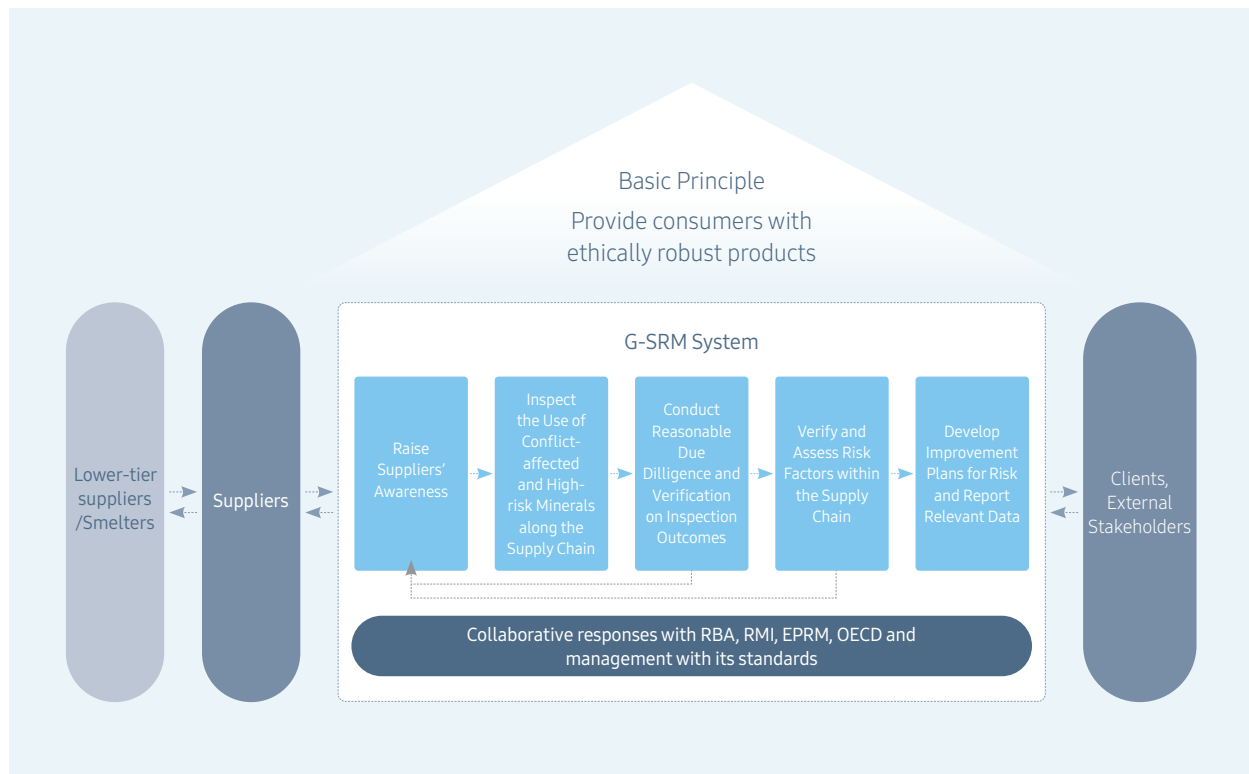 Basic Principle
Provide consumers with
ethically robust products
Lower-tier
suppliers
/Smelters
Suppliers
G-SRM System
Raise
Suppliers'
Awareness
Inspect
the Use of
Conflict-
affected
and High-
risk Minerals
along the
Supply Chain
Conduct
Reasonable
Due
Dilligence and
Verification
on Inspection
Outcomes
Verify and
Assess Risk
Factors within
the Supply
Chain
Develop
Improvement
Plans for Risk
and Report
Relevant Data
Collaborative responses with RBA, RMI, EPRM, OECD and
management with its standards
Clients,
External
Stakeholders